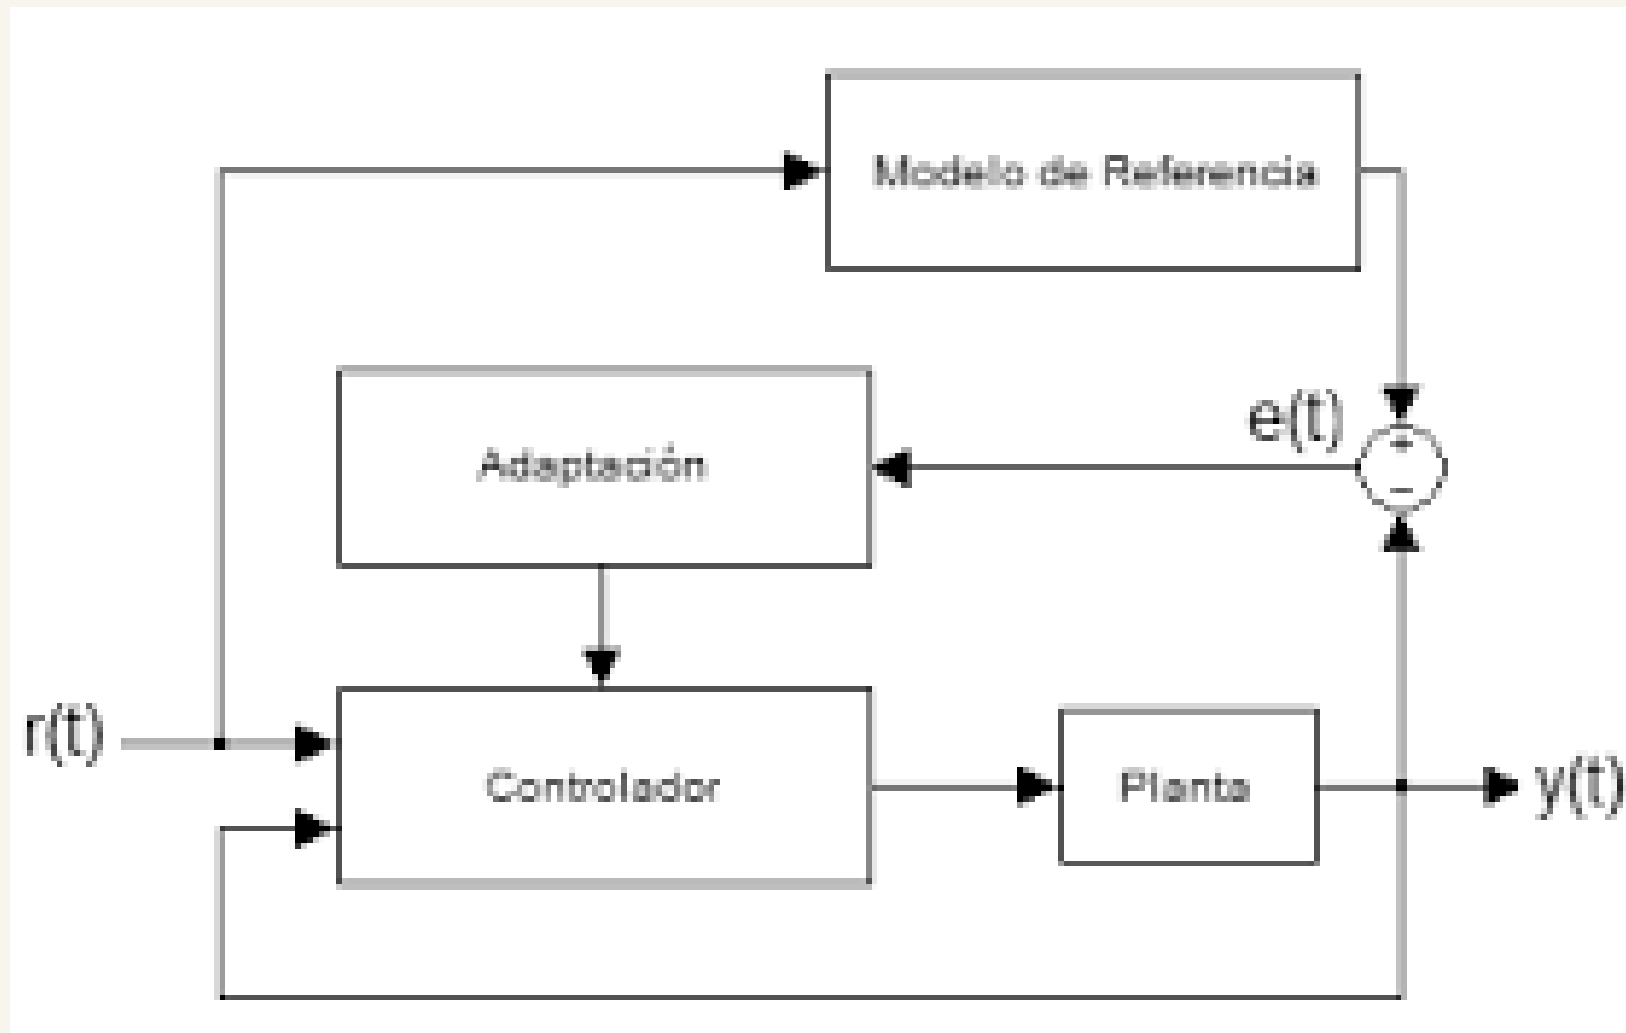 Modelo de Referencia
e(t)
+
Adaptación
−
r(t)
Controlador
Planta
y(t)